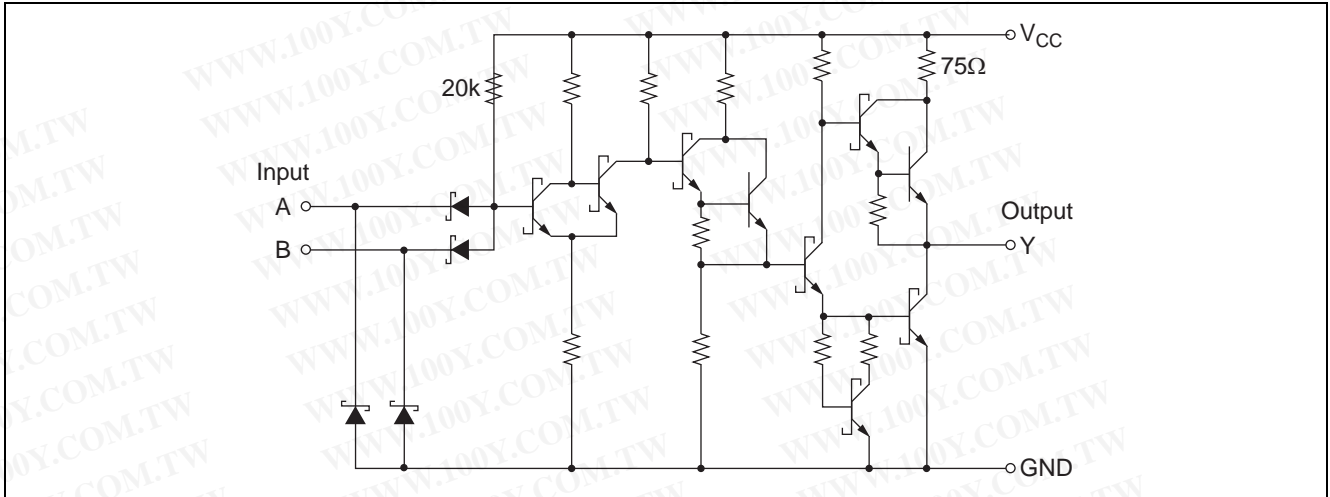 V_CC
20k
75Ω
Input
A
B
Output
Y
GND
WWW.100Y.COM.TW